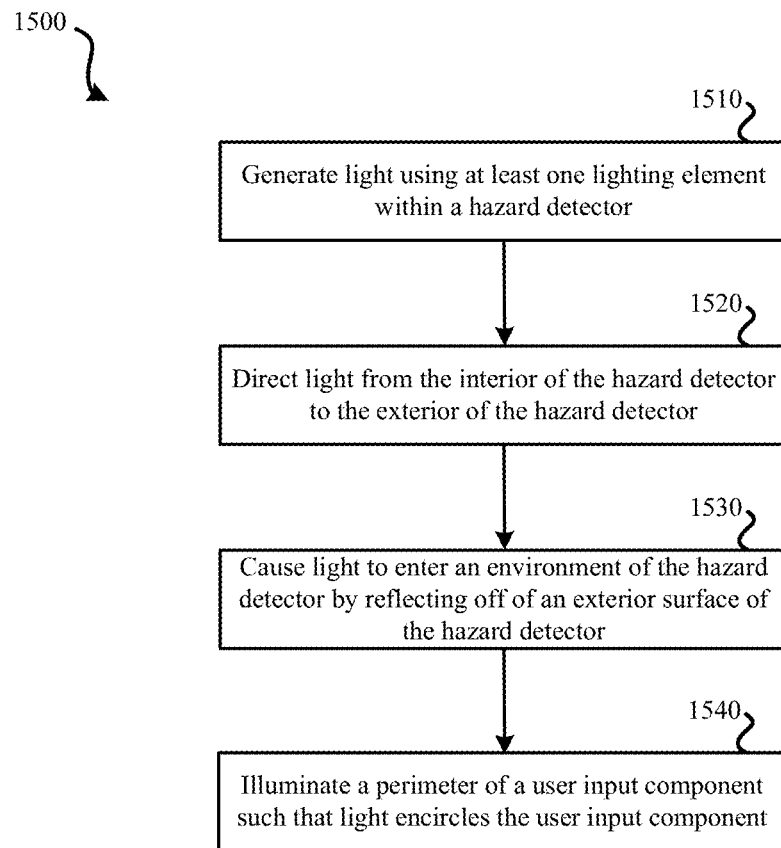 1500
1510
Generate light using at least one lighting element
within a hazard detector
1520
Direct light from the interior of the hazard detector
to the exterior of the hazard detector
1530
Cause light to enter an environment of the hazard
detector by reflecting off of an exterior surface of
the hazard detector
1540
Illuminate a perimeter of a user input component
such that light encircles the user input component